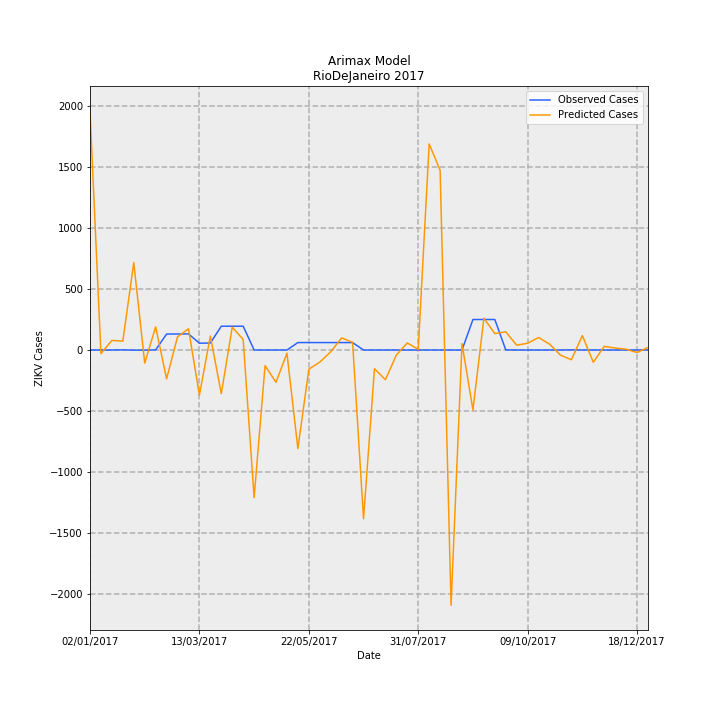 Arimax Model
RioDeJaneiro 2017
Observed Cases
Predicted Cases
2000
1500
1000
500
0
−500
−1000
−1500
−2000
ZIKV Cases
02/01/2017 13/03/2017 22/05/2017 31/07/2017 09/10/2017 18/12/2017
Date